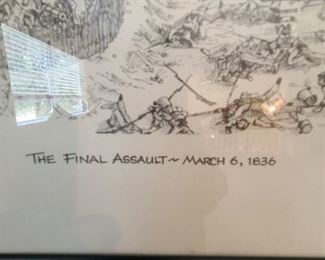 THE FINAL ASSAULT ~ MARCH 6, 1836